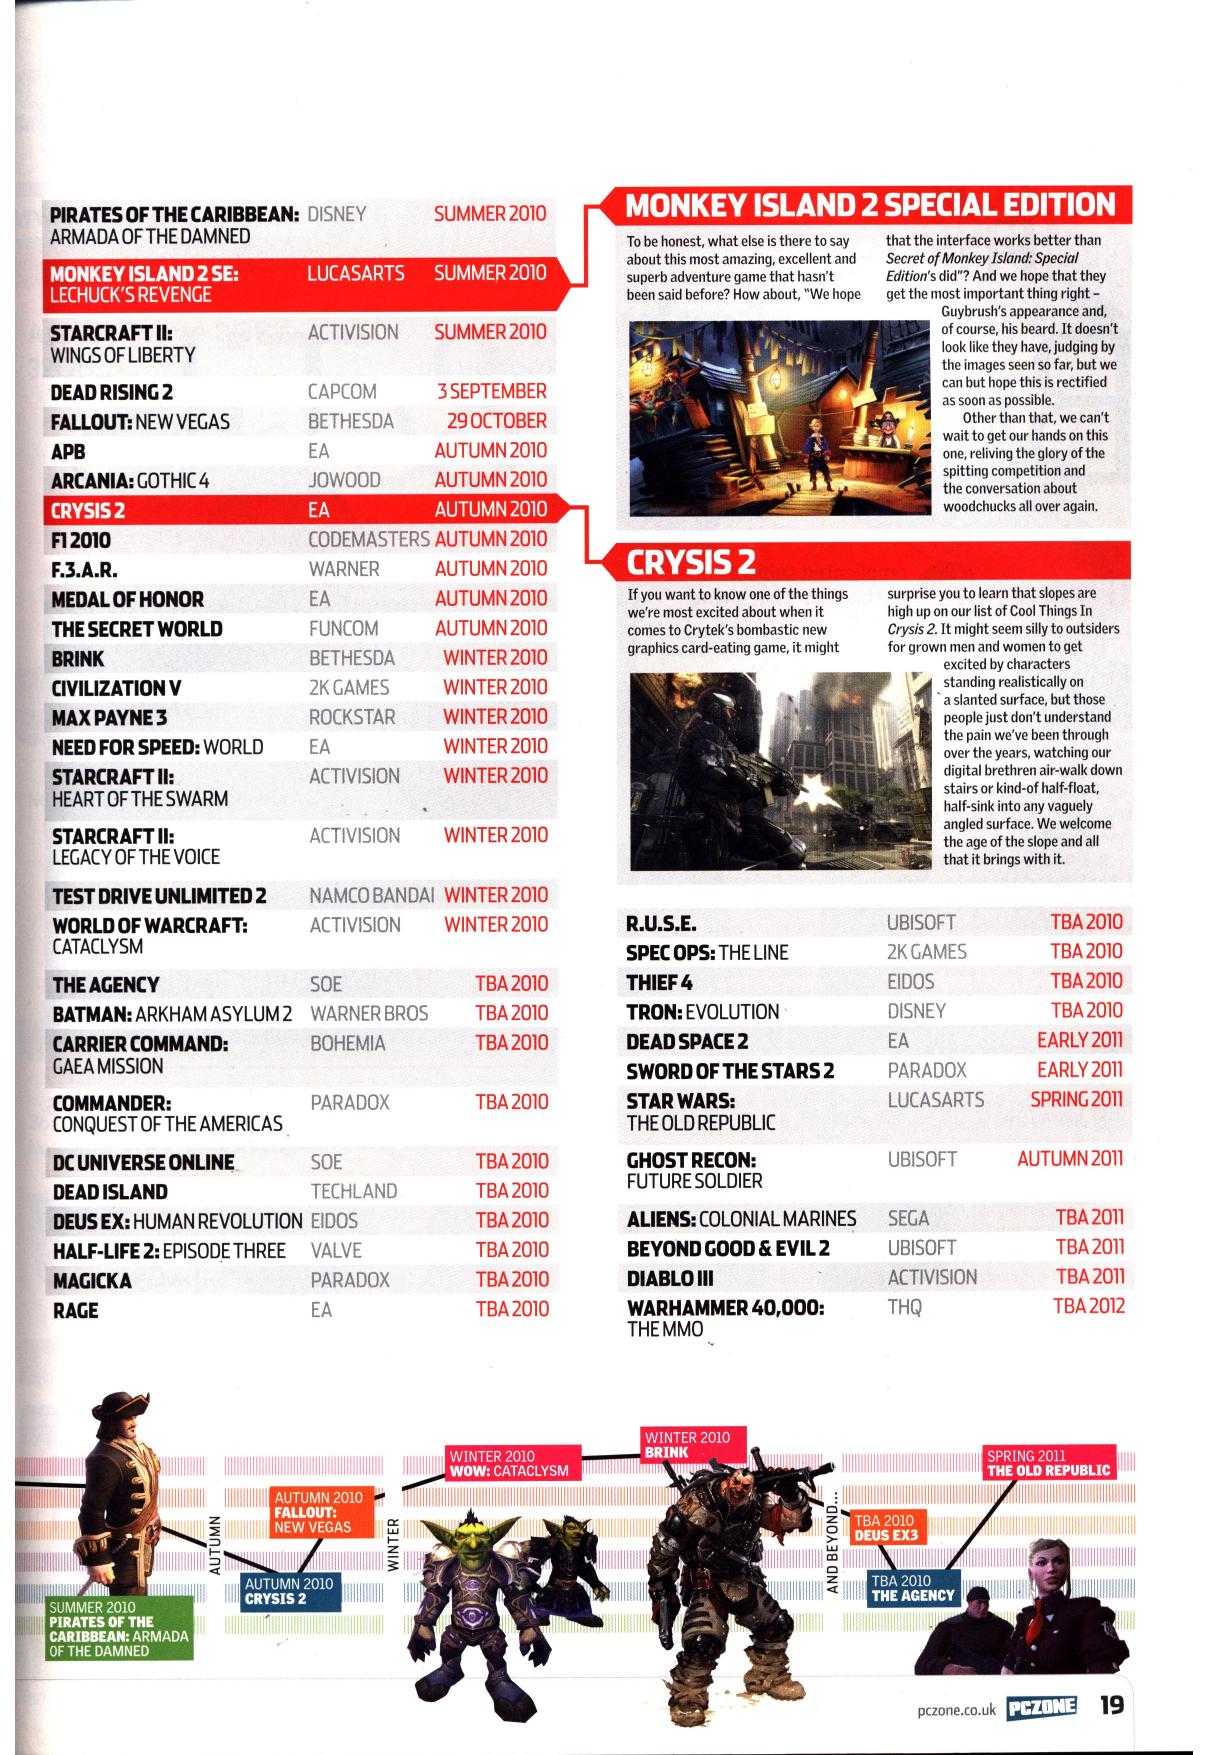 PIRATES OF THE CARIBBEAN: DISNEY SUMMER 2010
ARMADA OF THE DAMNED
MONKEY ISLAND 2 SE: LUCASARTS SUMMER 2010
LECHUCK'S REVENGE
STARCRAFT II: ACTIVISION SUMMER 2010
WINGS OF LIBERTY
DEAD RISING 2 CAPCOM 3 SEPTEMBER
FALLOUT: NEW VEGAS BETHESDA 29 OCTOBER
APB EA AUTUMN 2010
ARCANIA: GOTHIC 4 JOWOOD AUTUMN 2010
CRYSIS 2 EA AUTUMN 2010
F1 2010 CODEMASTERS AUTUMN 2010
F.3.A.R. WARNER AUTUMN 2010
MEDAL OF HONOR EA AUTUMN 2010
THE SECRET WORLD FUNCOM AUTUMN 2010
BRINK BETHESDA WINTER 2010
CIVILIZATION V 2K GAMES WINTER 2010
MAX PAYNE 3 ROCKSTAR WINTER 2010
NEED FOR SPEED: WORLD EA WINTER 2010
STARCRAFT II: ACTIVISION WINTER 2010
HEART OF THE SWARM
STARCRAFT II: ACTIVISION WINTER 2010
LEGACY OF THE VOICE
TEST DRIVE UNLIMITED 2 NAMCO BANDAI WINTER 2010
WORLD OF WARCRAFT: ACTIVISION WINTER 2010
CATACLYSM
THE AGENCY SOE TBA 2010
BATMAN: ARKHAM ASYLUM 2 WARNER BROS TBA 2010
CARRIER COMMAND: BOHEMIA TBA 2010
GAEA MISSION
COMMANDER: PARADOX TBA 2010
CONQUEST OF THE AMERICAS
DC UNIVERSE ONLINE SOE TBA 2010
DEAD ISLAND TECHLAND TBA 2010
DEUS EX: HUMAN REVOLUTION EIDOS TBA 2010
HALF-LIFE 2: EPISODE THREE VALVE TBA 2010
MAGICKA PARADOX TBA 2010
RAGE EA TBA 2010
MONKEY ISLAND 2 SPECIAL EDITION
To be honest, what else is there to say
about this most amazing, excellent and
superb adventure game that hasn't
been said before? How about, "We hope
that the interface works better than
Secret of Monkey Island: Special
Edition's did"? And we hope that they
get the most important thing right –
Guybrush's appearance and,
of course, his beard. It doesn't
look like they have, judging by
the images seen so far, but we
can but hope this is rectified
as soon as possible.
Other than that, we can't
wait to get our hands on this
one, reliving the glory of the
spitting competition and
the conversation about
woodchucks all over again.
CRYSIS 2
If you want to know one of the things
we're most excited about when it
comes to Crytek's bombastic new
graphics card-eating game, it might
surprise you to learn that slopes are
high up on our list of Cool Things In
Crysis 2. It might seem silly to outsiders
for grown men and women to get
excited by characters
standing realistically on
a slanted surface, but those
people just don't understand
the pain we've been through
over the years, watching our
digital brethren air-walk down
stairs or kind-of half-float,
half-sink into any vaguely
angled surface. We welcome
the age of the slope and all
that it brings with it.
R.U.S.E. UBISOFT TBA 2010
SPEC OPS: THE LINE 2K GAMES TBA 2010
THIEF 4 EIDOS TBA 2010
TRON: EVOLUTION DISNEY TBA 2010
DEAD SPACE 2 EA EARLY 2011
SWORD OF THE STARS 2 PARADOX EARLY 2011
STAR WARS: LUCASARTS SPRING 2011
THE OLD REPUBLIC
GHOST RECON: UBISOFT AUTUMN 2011
FUTURE SOLDIER
ALIENS: COLONIAL MARINES SEGA TBA 2011
BEYOND GOOD & EVIL 2 UBISOFT TBA 2011
DIABLO III ACTIVISION TBA 2011
WARHAMMER 40,000: THQ TBA 2012
THE MMO
SUMMER 2010
PIRATES OF THE
CARIBBEAN: ARMADA
OF THE DAMNED
AUTUMN
AUTUMN 2010
CRYSIS 2
AUTUMN 2010
FALLOUT:
NEW VEGAS
WINTER
WINTER 2010
WOW: CATACLYSM
WINTER 2010
BRINK
AND BEYOND...
TBA 2010
DEUS EX3
TBA 2010
THE AGENCY
SPRING 2011
THE OLD REPUBLIC
pczone.co.uk PCZONE 19